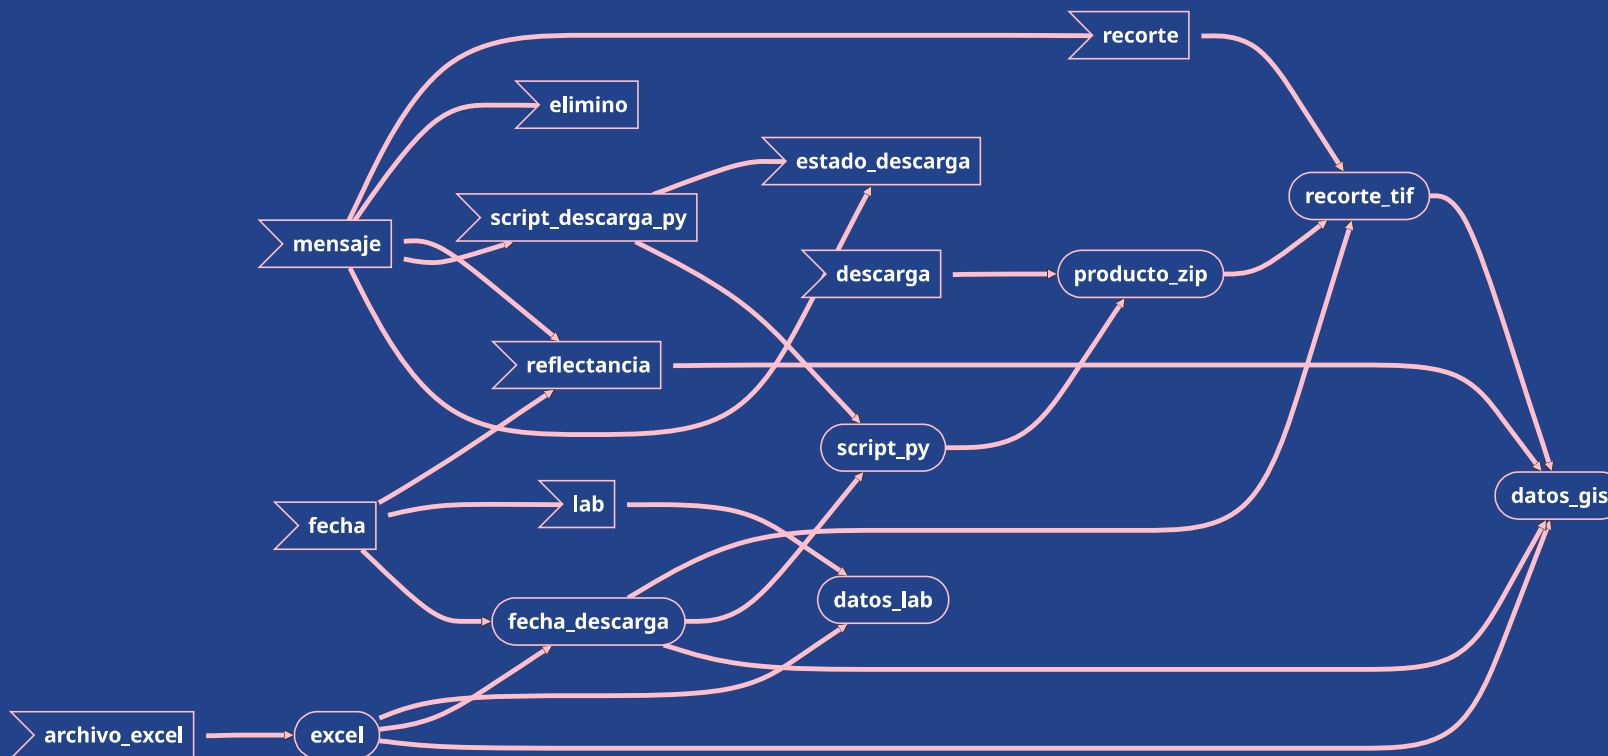 recorte
elimino
estado_descarga
recorte_tif
script_descarga_py
mensaje
descarga
producto_zip
reflectancia
script_py
datos_gis
lab
fecha
datos_lab
fecha_descarga
archivo_excel
excel